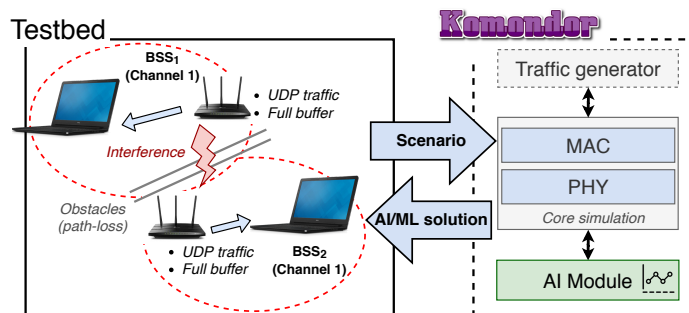 Testbed
Komondor
BSS1
(Channel 1)
• UDP traffic
• Full buffer
Interference
Obstacles
(path-loss)
• UDP traffic
• Full buffer
BSS2
(Channel 1)
Scenario
AI/ML solution
Traffic generator
MAC
PHY
Core simulation
AI Module